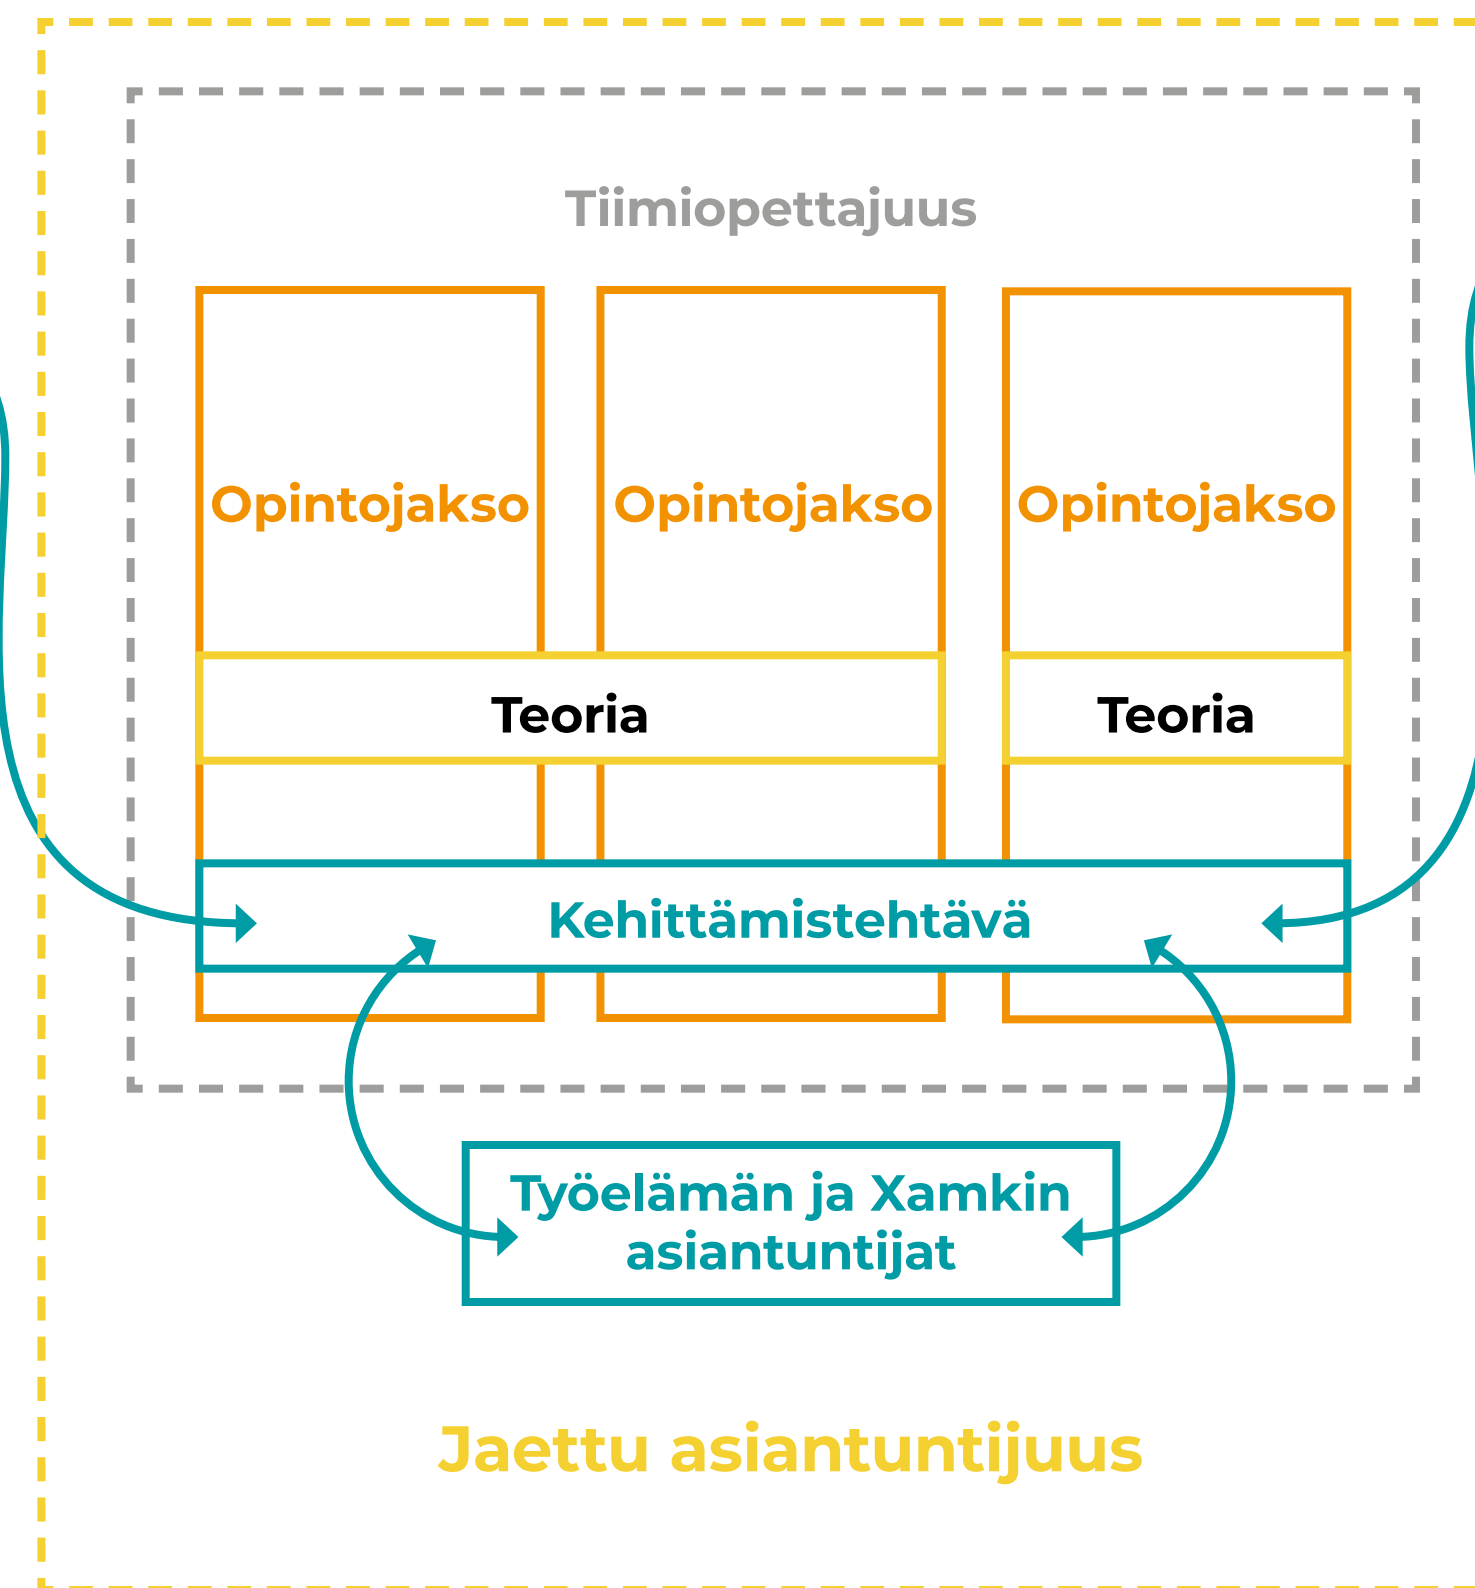 Tiimiopettajuus
Opintojakso
Opintojakso
Opintojakso
Teoria
Teoria
Kehittämistehtävä
Työelämän ja Xamkin
asiantuntijat
Jaettu asiantuntijuus